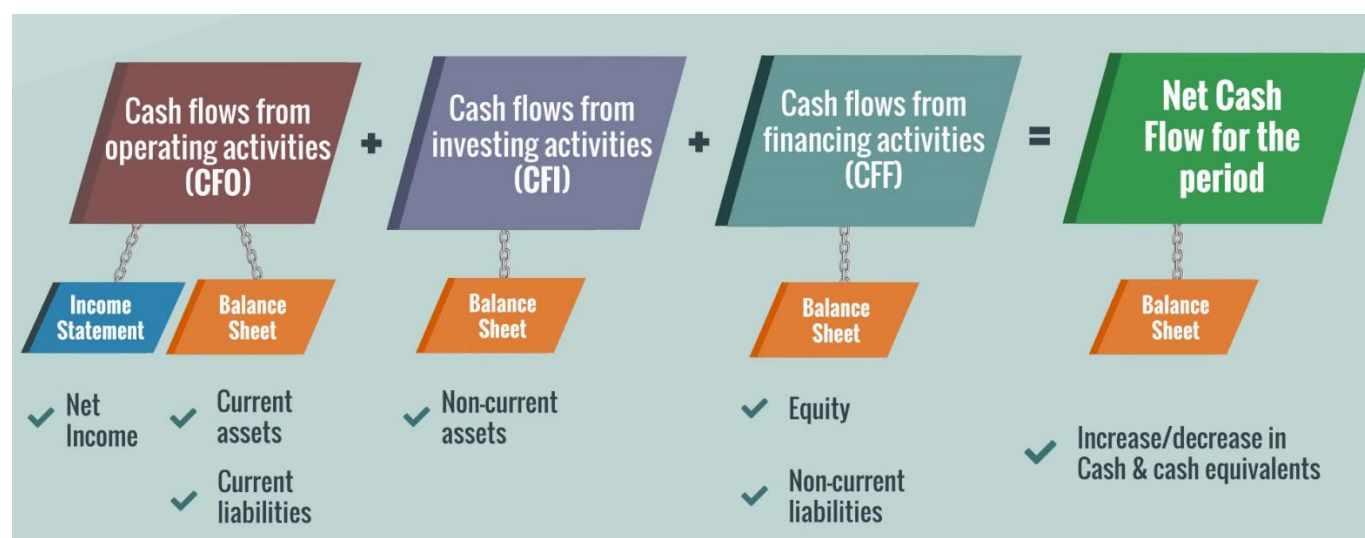 Cash flows from
operating activities
(CFO)
+
Cash flows from
investing activities
(CFI)
+
Cash flows from
financing activities
(CFF)
=
Net Cash
Flow for the
period
Income
Statement
Balance
Sheet
Balance
Sheet
Balance
Sheet
Balance
Sheet
Net
Income
Current
assets
Current
liabilities
Non-current
assets
Equity
Non-current
liabilities
Increase/decrease in
Cash & cash equivalents